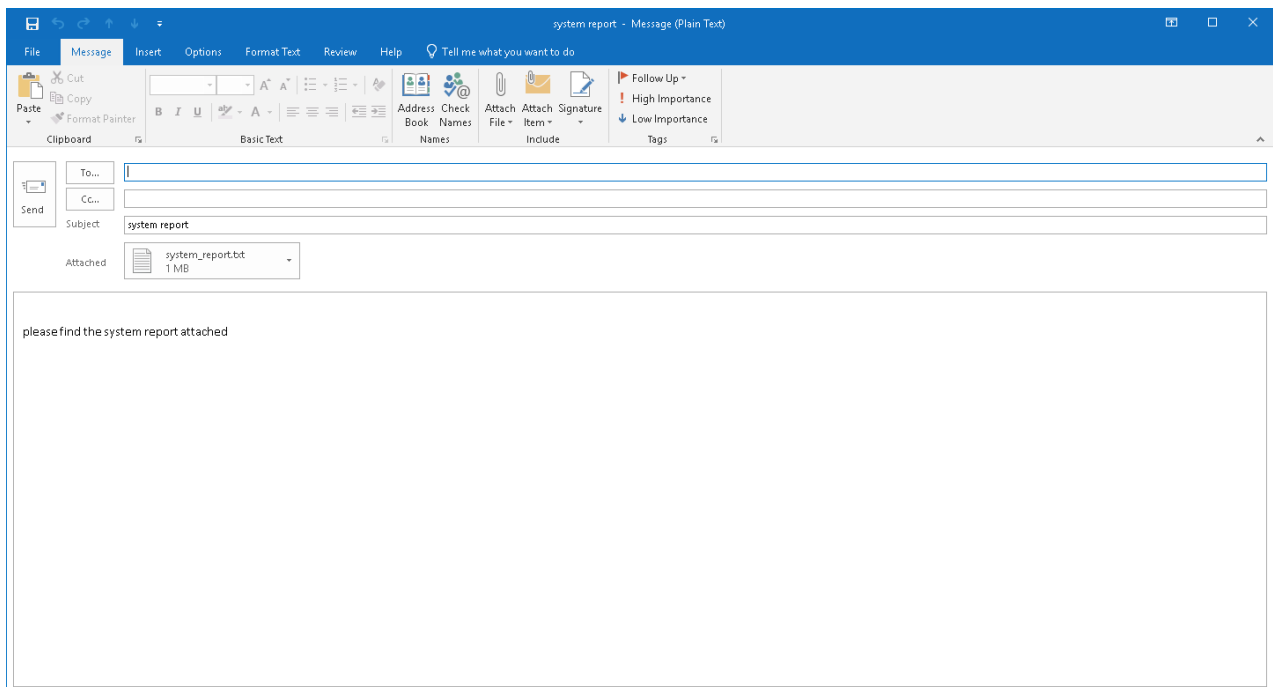 system report - Message (Plain Text)
File Message Insert Options Format Text Review Help Tell me what you want to do
Paste
Cut
Copy
Format Painter
Clipboard
A A
B I U aby A
Basic Text
Address Book
Check Names
Names
Attach File
Attach Item
Signature
Include
Follow Up
High Importance
Low Importance
Tags
Send
To...
Cc...
Subject system report
Attached system_report.txt
1 MB
please find the system report attached